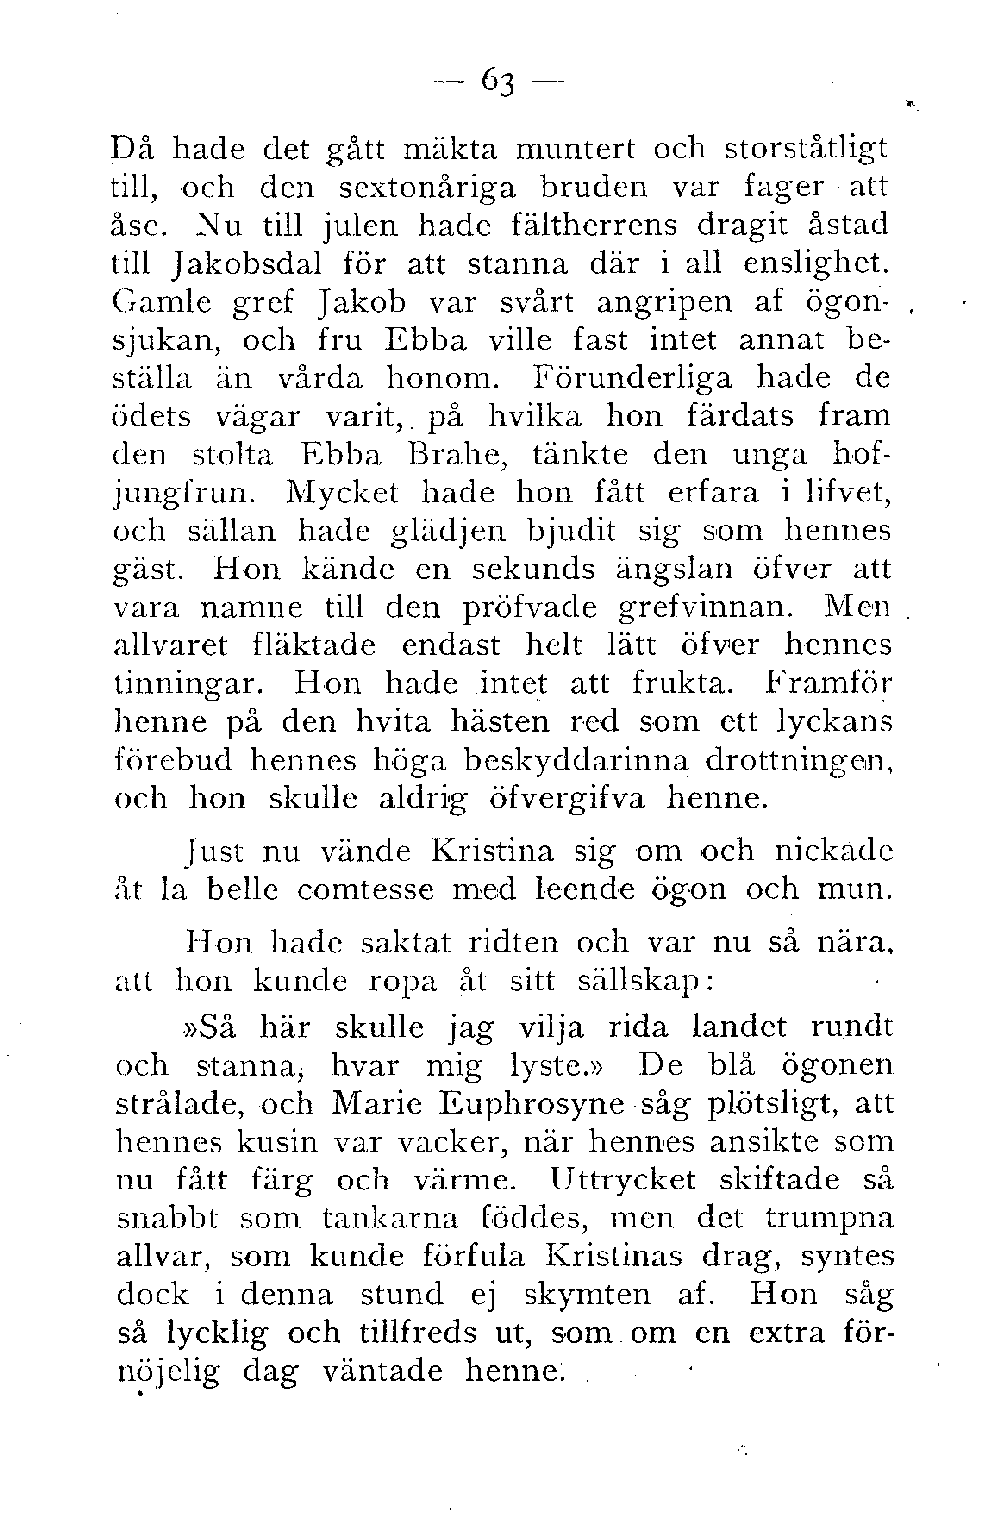 — 63 —
Då hade det gått mäkta muntert och storståtligt
till, och den sextonåriga bruden var fager att
åse. Nu till julen hade fältherrens dragit åstad
till Jakobsdal för att stanna där i all enslighet.
Gamle gref Jakob var svårt angripen af ögon-
sjukan, och fru Ebba ville fast intet annat be-
ställa än vårda honom. Förunderliga hade de
ödets vägar varit, på hvilka hon färdats fram
den stolta Ebba Brahe, tänkte den unga hof-
jungfrun. Mycket hade hon fått erfara i lifvet,
och sällan hade glädjen bjudit sig som hennes
gäst. Hon kände en sekunds ängslan öfver att
vara namne till den pröfvade grefvinnan. Men
allvaret fläktade endast helt lätt öfver hennes
tinningar. Hon hade intet att frukta. Framför
henne på den hvita hästen red som ett lyckans
förebud hennes höga beskyddarinna drottningen,
och hon skulle aldrig öfvergifva henne.
Just nu vände Kristina sig om och nickade
åt la belle comtesse med leende ögon och mun.
Hon hade saktat ridten och var nu så nära,
att hon kunde ropa åt sitt sällskap:
»Så här skulle jag vilja rida landet rundt
och stanna, hvar mig lyste.» De blå ögonen
strålade, och Marie Euphrosyne såg plötsligt, att
hennes kusin var vacker, när hennes ansikte som
nu fått färg och värme. Uttrycket skiftade så
snabbt som tankarna föddes, men det trumpna
allvar, som kunde förfula Kristinas drag, syntes
dock i denna stund ej skymten af. Hon såg
så lycklig och tillfreds ut, som om en extra för-
nöjelig dag väntade henne.